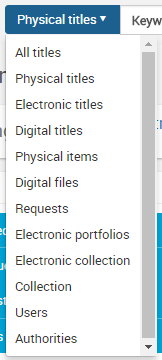 Physical titles Keyw
All titles
Physical titles
Electronic titles
Digital titles
Physical items
Digital files
Requests
Electronic portfolios
Electronic collection
Collection
Users
Authorities